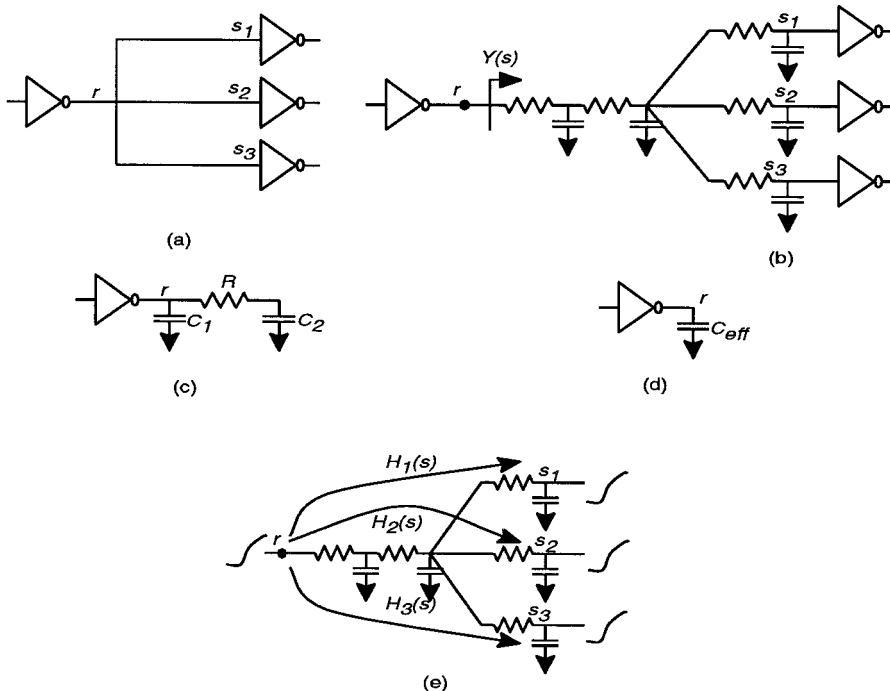 r
s1
s2
s3
(a)
Y(s)
r
s1
s2
s3
(b)
r
R
C1
C2
(c)
r
Ceff
(d)
r
H1(s)
H2(s)
H3(s)
s1
s2
s3
(e)